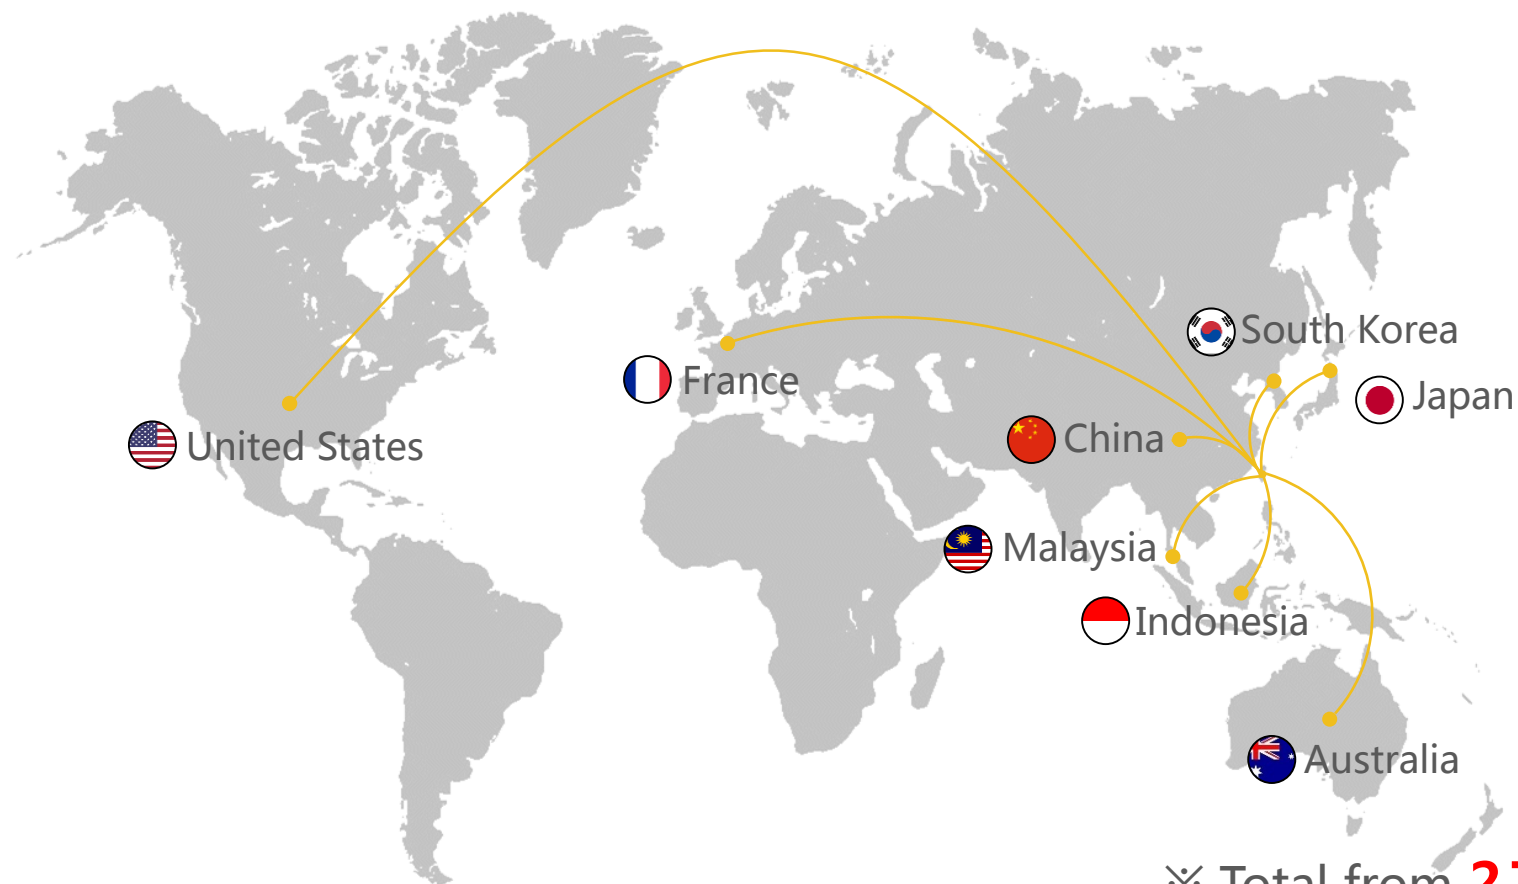 South Korea
France
Japan
United States
China
Malaysia
Indonesia
Australia
※ Total from